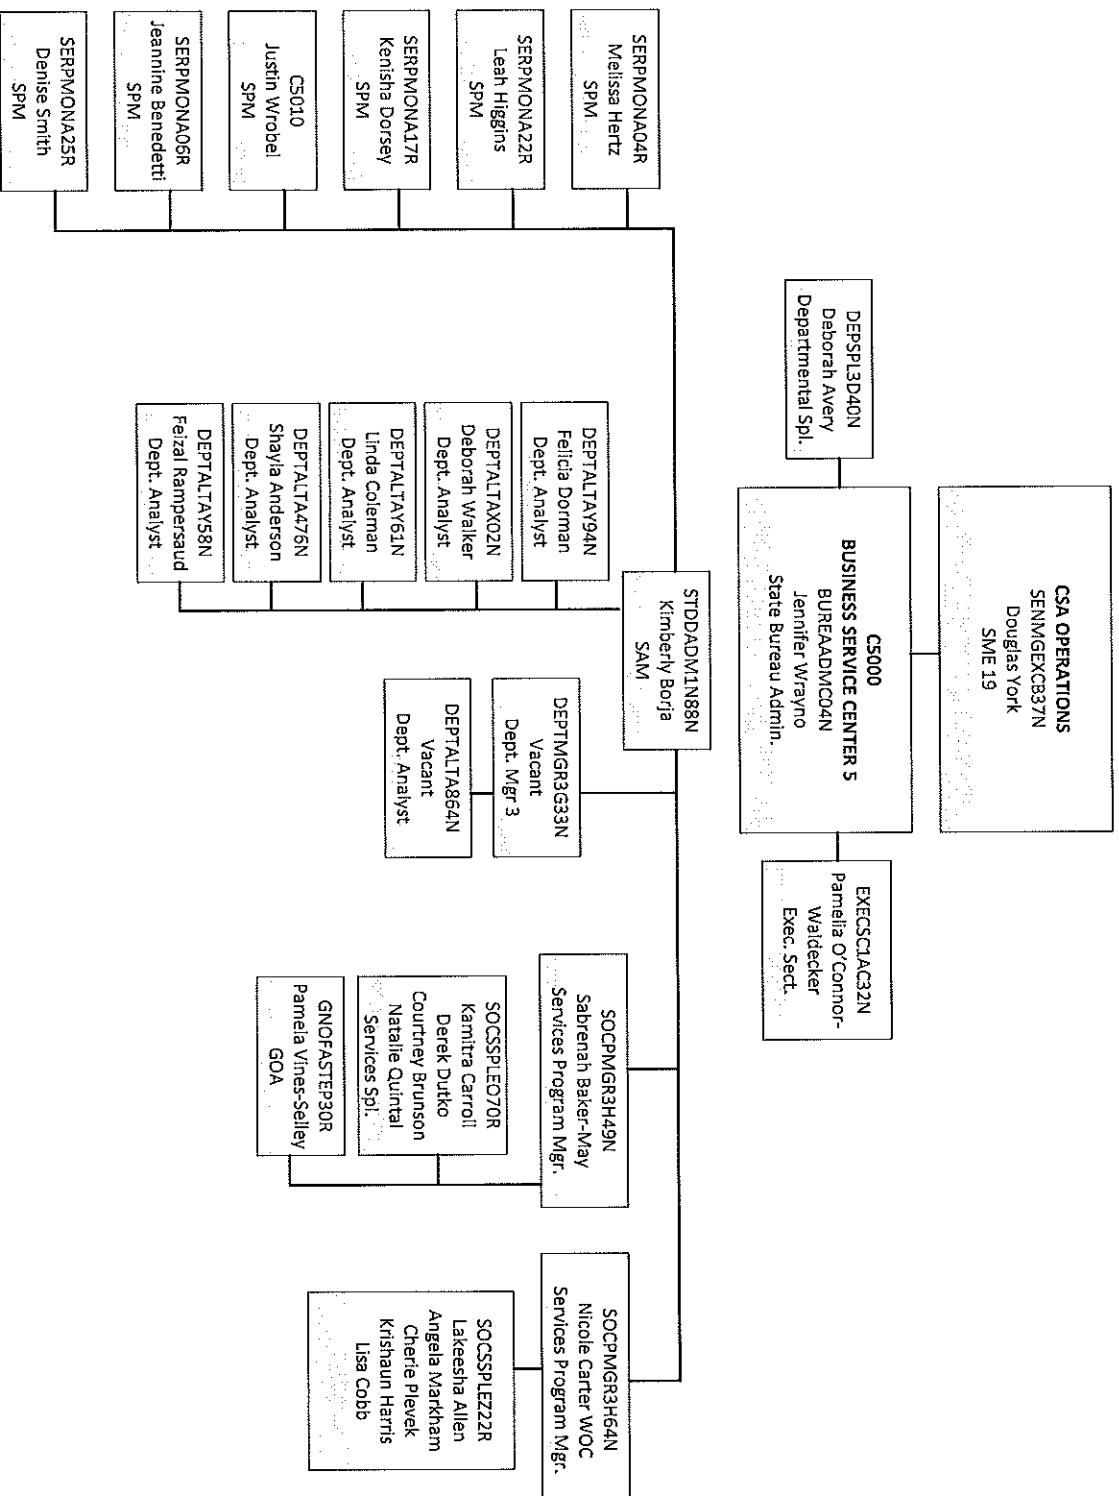 CSA OPERATIONS
SENMGEXCB37N
Douglas York
SME 19
C5000
BUSINESS SERVICE CENTER 5
BUREAADMC04N
Jennifer Wrayno
State Bureau Admin.
DEPSPL3D40N
Deborah Avery
Departmental Spl.
EXECSC1AC32N
Pamelia O'Connor-
Waldecker
Exec. Sect.
STDDADM1N88N
Kimberly Borja
SAM
SERPMONA04R
Melissa Hertz
SPM
SERPMONA22R
Leah Higgins
SPM
SERPMONA17R
Kenisha Dorsey
SPM
C5010
Justin Wrobel
SPM
SERPMONA06R
Jeannine Benedetti
SPM
SERPMONA25R
Denise Smith
SPM
DEPTALTAY94N
Felicia Dorman
Dept. Analyst
DEPTALTAX02N
Deborah Walker
Dept. Analyst
DEPTALTAY61N
Linda Coleman
Dept. Analyst
DEPTALTA476N
Shayla Anderson
Dept. Analyst
DEPTALTAY58N
Feizal Rampersaud
Dept. Analyst
DEPTMGR3G33N
Vacant
Dept. Mgr 3
DEPTALTA864N
Vacant
Dept. Analyst
SOCPMGR3H49N
Sabrenah Baker-May
Services Program Mgr.
SOCSSPLEO70R
Kamitra Carroll
Derek Dutko
Courtney Brunson
Natalie Quintal
Services Spl.
GNOFASTEP30R
Pamela Vines-Selley
GOA
SOCPMGR3H64N
Nicole Carter WOC
Services Program Mgr.
SOCSSPLEZ22R
Lakeesha Allen
Angela Markham
Cherie Plevek
Krishaun Harris
Lisa Cobb